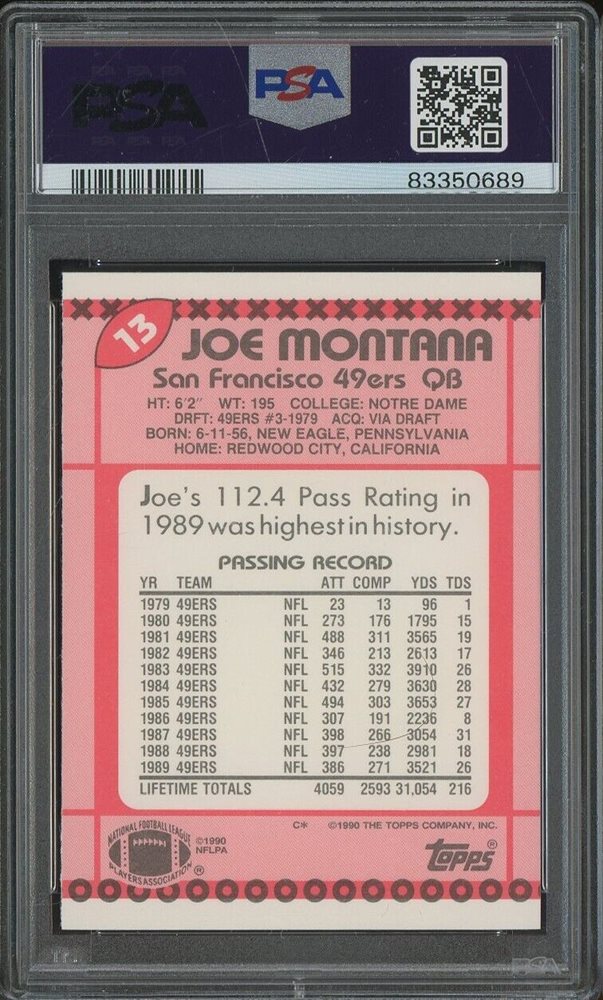 PSA
PSA
83350689
13
JOE MONTANA
San Francisco 49ers QB
HT: 6'2" WT: 195 COLLEGE: NOTRE DAME
DRFT: 49ERS #3-1979 ACQ: VIA DRAFT
BORN: 6-11-56, NEW EAGLE, PENNSYLVANIA
HOME: REDWOOD CITY, CALIFORNIA
Joe's 112.4 Pass Rating in
1989 was highest in history.
PASSING RECORD
YR TEAM ATT COMP YDS TDS
1979 49ERS NFL 23 13 96 1
1980 49ERS NFL 273 176 1795 15
1981 49ERS NFL 488 311 3565 19
1982 49ERS NFL 346 213 2613 17
1983 49ERS NFL 515 332 3910 26
1984 49ERS NFL 432 279 3630 28
1985 49ERS NFL 494 303 3653 27
1986 49ERS NFL 307 191 2236 8
1987 49ERS NFL 398 266 3054 31
1988 49ERS NFL 397 238 2981 18
1989 49ERS NFL 386 271 3521 26
LIFETIME TOTALS 4059 2593 31,054 216
C* ©1990 THE TOPPS COMPANY, INC.
NATIONAL FOOTBALL LEAGUE
PLAYERS ASSOCIATION ®
©1990
NFLPA
topps®
PSA